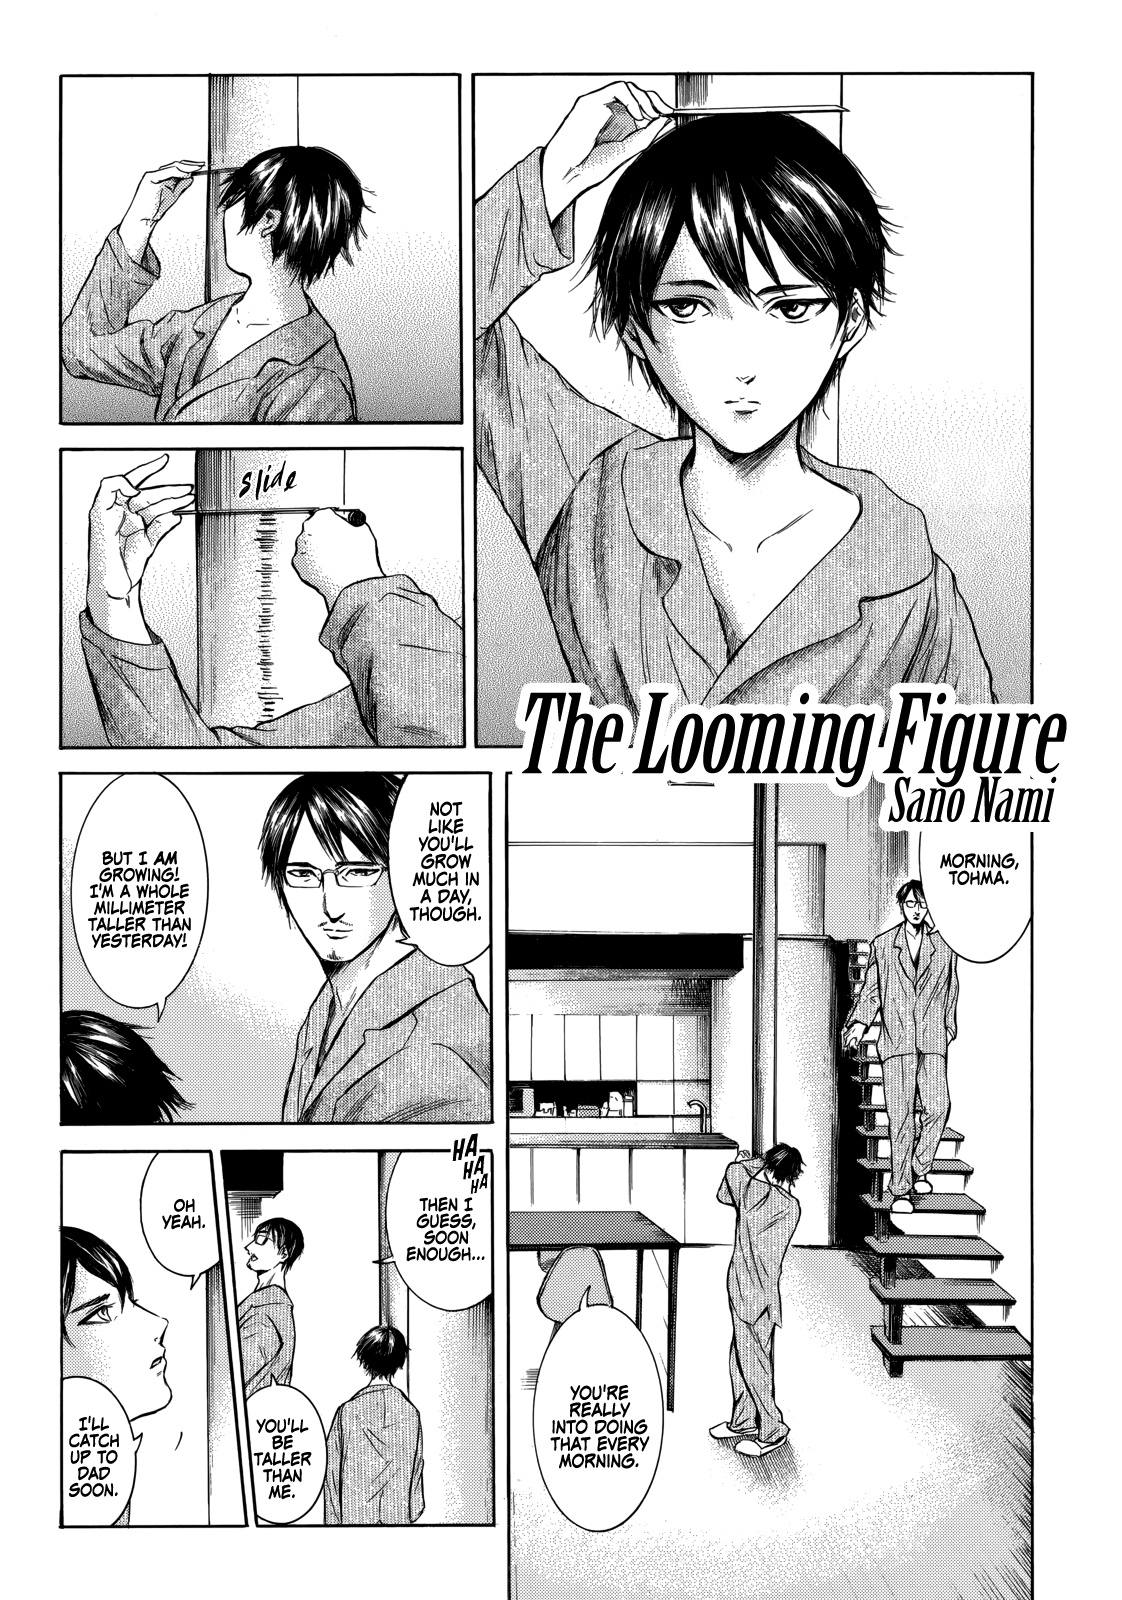 Slide
The Looming Figure
Sano Nami
MORNING,
TOHMA.
YOU'RE
REALLY
INTO DOING
THAT EVERY
MORNING.
NOT
LIKE
YOU'LL
GROW
MUCH IN
A DAY,
THOUGH.
BUT I AM
GROWING!
I'M A WHOLE
MILLIMETER
TALLER THAN
YESTERDAY!
HA
HA
HA
THEN I
GUESS,
SOON
ENOUGH...
YOU'LL
BE
TALLER
THAN
ME.
OH
YEAH.
I'LL
CATCH
UP TO
DAD
SOON.